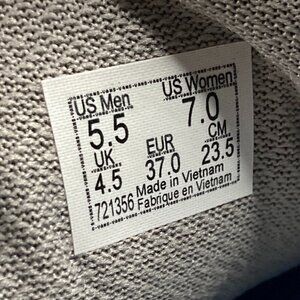 US Men US Women
5.5 7.0
UK EUR CM
4.5 37.0 23.5
Made in Vietnam
721356 Fabrique en Vietnam